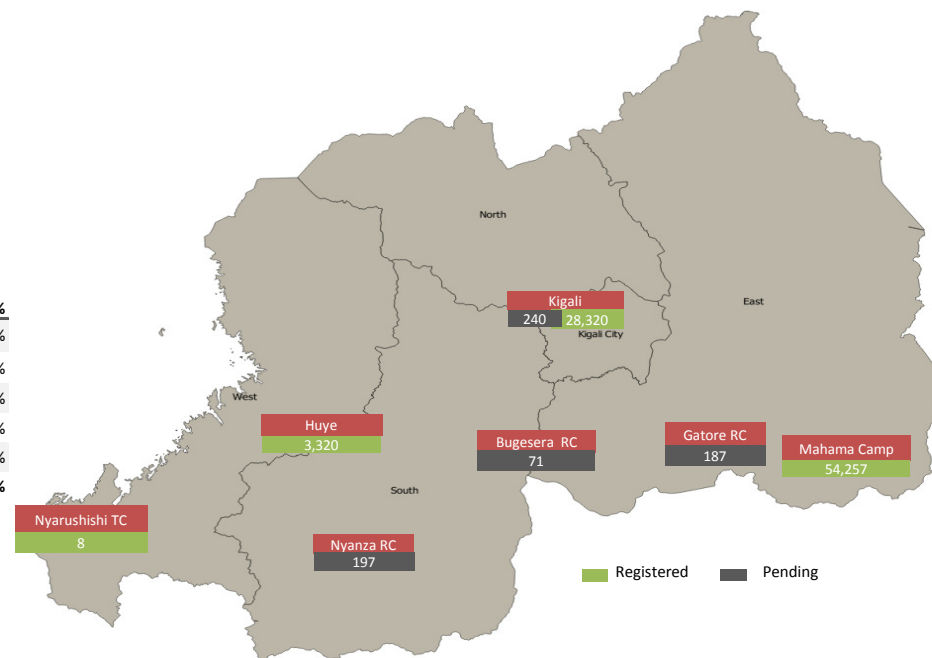 North
East
%
%
%
%
%
%
%
Kigali
240 28,320
Kigali City
West
Huye
3,320
Bugesera RC
71
Gatore RC
187
Mahama Camp
54,257
South
Nyarushishi TC
8
Nyanza RC
197
Registered
Pending